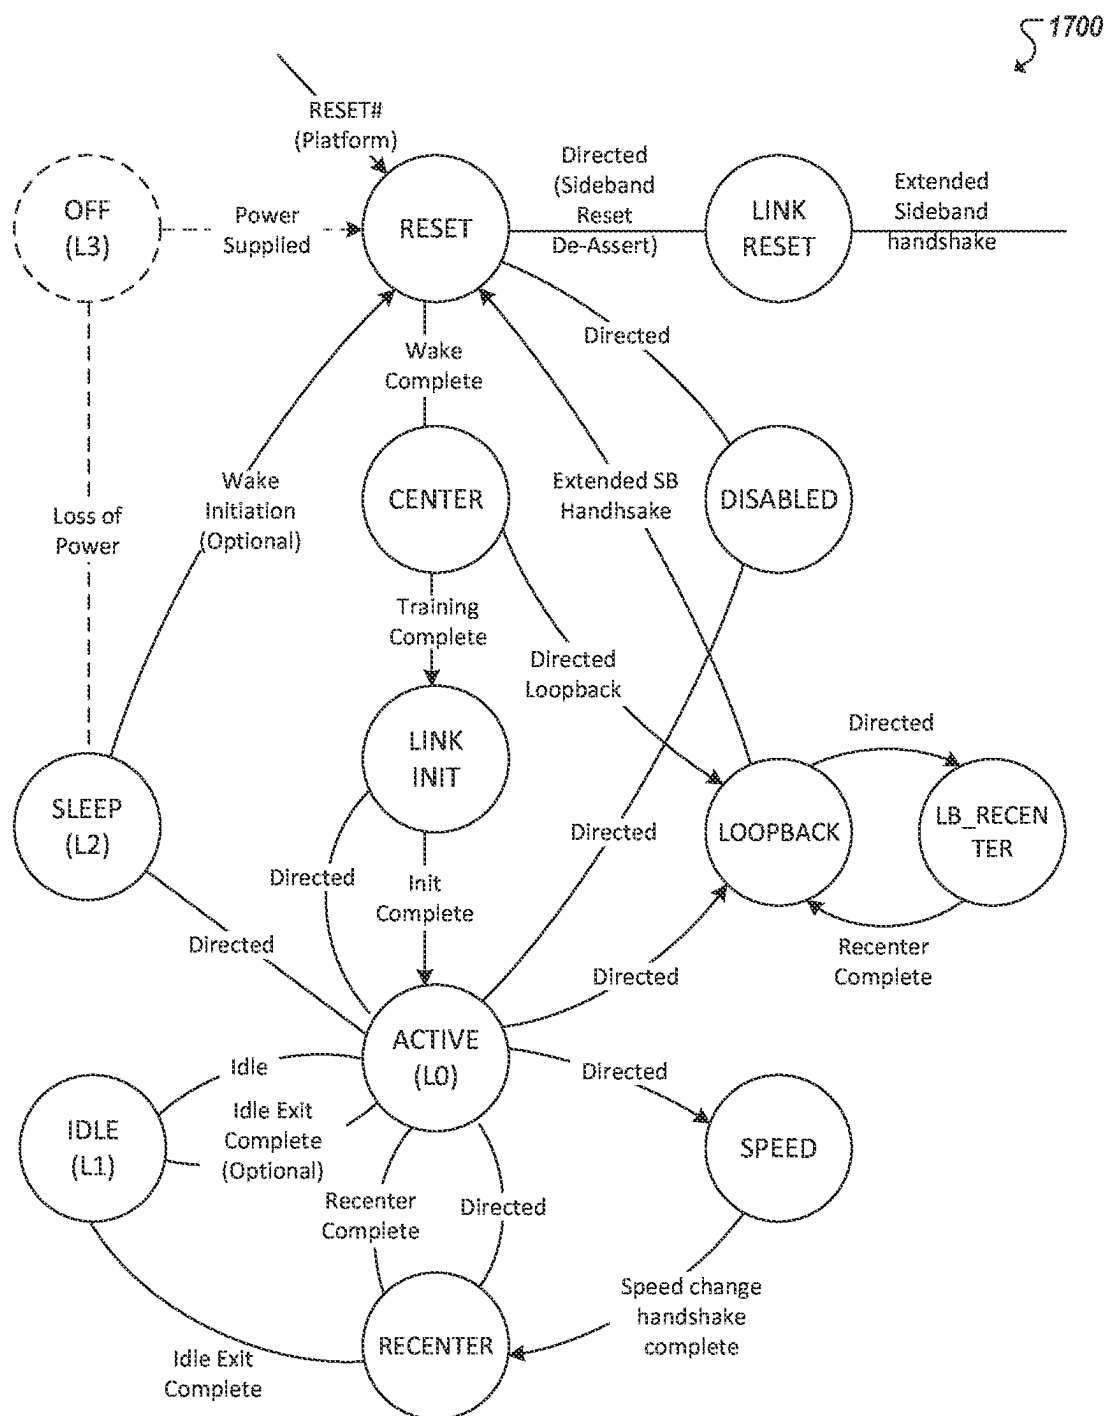 1700
RESET#
(Platform)
OFF
(L3)
Power
Supplied
RESET
Directed
(Sideband
Reset
De-Assert)
LINK
RESET
Extended
Sideband
handshake
Wake
Complete
Directed
Loss of
Power
Wake
Initiation
(Optional)
CENTER
Extended SB
Handhsake
DISABLED
Training
Complete
Directed
Loopback
LINK
INIT
Directed
SLEEP
(L2)
LOOPBACK
LB_RECEN
TER
Directed
Directed
Init
Complete
Directed
Directed
Recenter
Complete
ACTIVE
(L0)
Idle
Directed
IDLE
(L1)
Idle Exit
Complete
(Optional)
SPEED
Recenter
Complete
Directed
Speed change
handshake
complete
RECENTER
Idle Exit
Complete